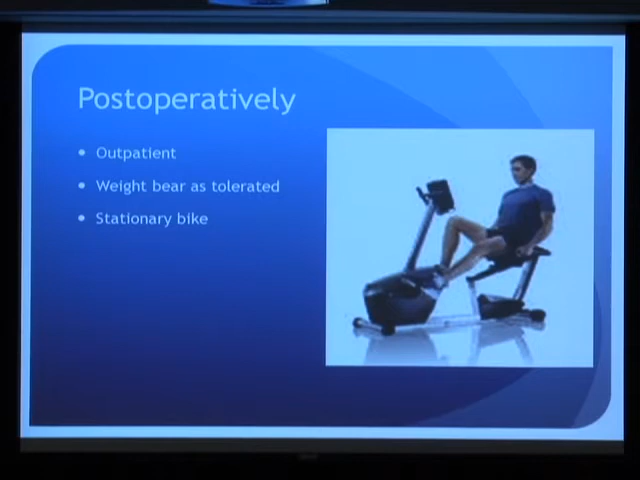 Postoperatively
Outpatient
Weight bear as tolerated
Stationary bike